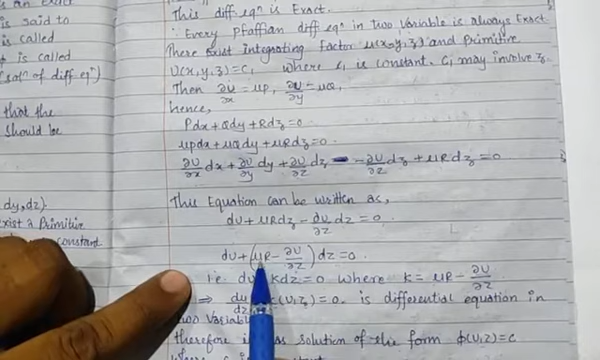 is said to
is called
is called
(solⁿ of diff eqⁿ)
that the
should be
dy, dz).
exist a Primitive
constant
This diff eqⁿ is Exact.
∵ Every Pfaffian diff eqⁿ in two Variable is always Exact
There exist integrating Factor μ(x,y,z) and Primitive
U(x,y,z)=C₁ where C₁ is constant. C₁ may involve z.
Then ∂U/∂x = μP, ∂U/∂y = μQ,
hence,
Pdx+Qdy+Rdz=0.
μPdx+μQdy+μRdz=0.
∂U/∂x dx + ∂U/∂y dy + ∂U/∂z dz - ∂U/∂z dz + μRdz = 0
This Equation can be written as,
dU + μRdz - ∂U/∂z dz = 0.
dU + (μR - ∂U/∂z) dz = 0.
i.e. dU Kdz = 0 where K = μR - ∂U/∂z
⇒ du/dz (U,z) = 0. is differential equation in
two Variable
therefore solution of the form φ(U,z)=c